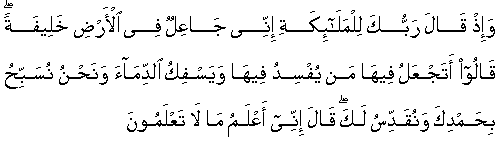 وَإِذْ قَالَ رَبُّكَ لِلْمَلَـٰٓئِكَةِ إِنِّى جَاعِلٌ فِى ٱلْأَرْضِ خَلِيفَةًۖ
قَالُوٓا۟ أَتَجْعَلُ فِيهَا مَن يُفْسِدُ فِيهَا وَيَسْفِكُ ٱلدِّمَآءَ وَنَحْنُ نُسَبِّحُ
بِحَمْدِكَ وَنُقَدِّسُ لَكَۖ قَالَ إِنِّىٓ أَعْلَمُ مَا لَا تَعْلَمُونَ